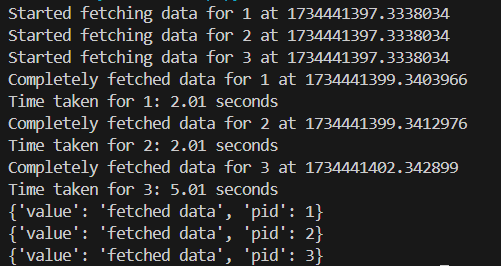 Started fetching data for 1 at 1734441397.3338034
Started fetching data for 2 at 1734441397.3338034
Started fetching data for 3 at 1734441397.3338034
Completely fetched data for 1 at 1734441399.3403966
Time taken for 1: 2.01 seconds
Completely fetched data for 2 at 1734441399.3412976
Time taken for 2: 2.01 seconds
Completely fetched data for 3 at 1734441402.342899
Time taken for 3: 5.01 seconds
{'value': 'fetched data', 'pid': 1}
{'value': 'fetched data', 'pid': 2}
{'value': 'fetched data', 'pid': 3}